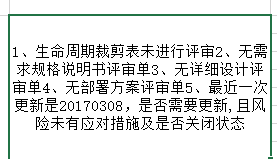 1、生命周期裁剪表未进行评审2、无需
求规格说明书评审单3、无详细设计评
审单4、无部署方案评审单5、最近一次
更新是20170308，是否需要更新,且风
险未有应对措施及是否关闭状态